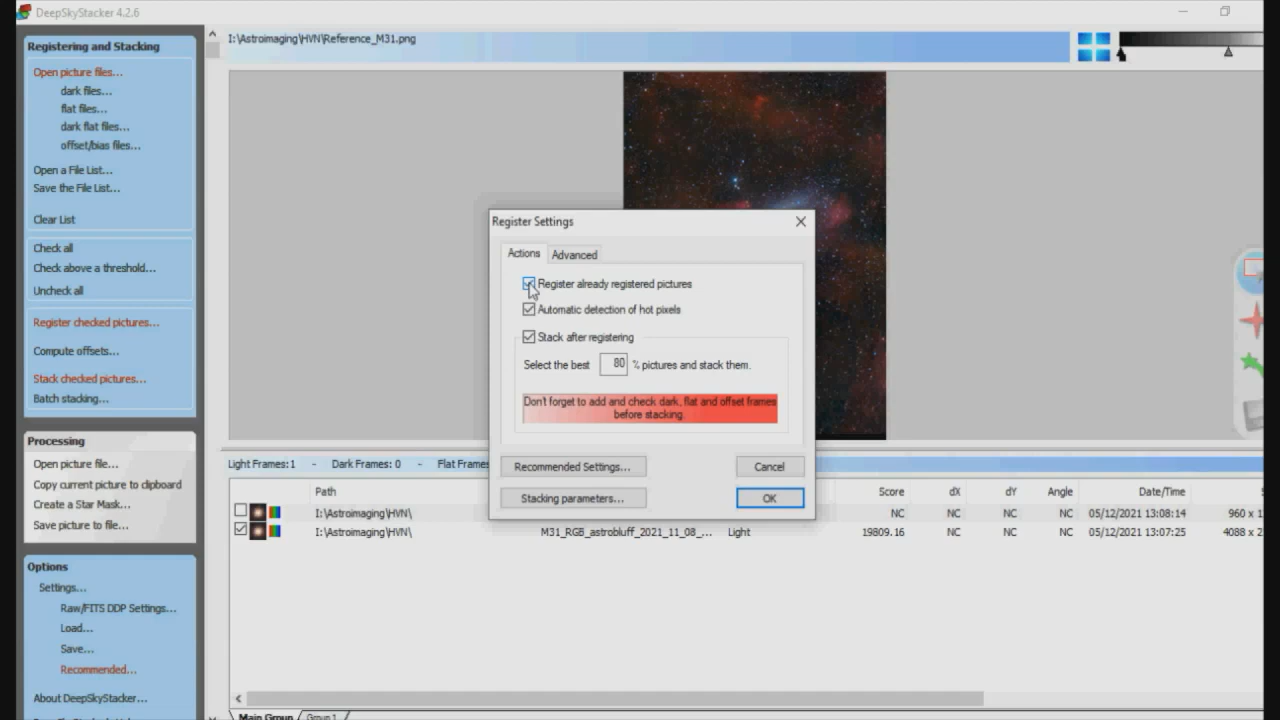 DeepSkyStacker 4.2.6
Registering and Stacking
Open picture files...
dark files...
flat files...
dark flat files...
offset/bias files...
Open a File List...
Save the File List...
Clear List
Check all
Check above a threshold...
Uncheck all
Register checked pictures...
Compute offsets...
Stack checked pictures...
Batch stacking...
Processing
Open picture file...
Copy current picture to clipboard
Create a Star Mask...
Save picture to file...
Options
Settings...
Raw/FITS DDP Settings...
Load...
Save...
Recommended...
About DeepSkyStacker...
I:\Astroimaging\HVN\Reference_M31.png
Register Settings
Actions Advanced
Register already registered pictures
Automatic detection of hot pixels
Stack after registering
Select the best 80 % pictures and stack them.
Don't forget to add and check dark, flat and offset frames
before stacking.
Recommended Settings... Cancel
Stacking parameters... OK
Light Frames: 1 - Dark Frames: 0 - Flat Frames
Path Score dX dY Angle Date/Time
I:\Astroimaging\HVN\ NC NC NC NC 05/12/2021 13:08:14 960 x 1
I:\Astroimaging\HVN\ M31_RGB_astrobluff_2021_11_08_... Light 19809.16 NC NC NC 05/12/2021 13:07:25 4088 x 2
Main Group Group 1